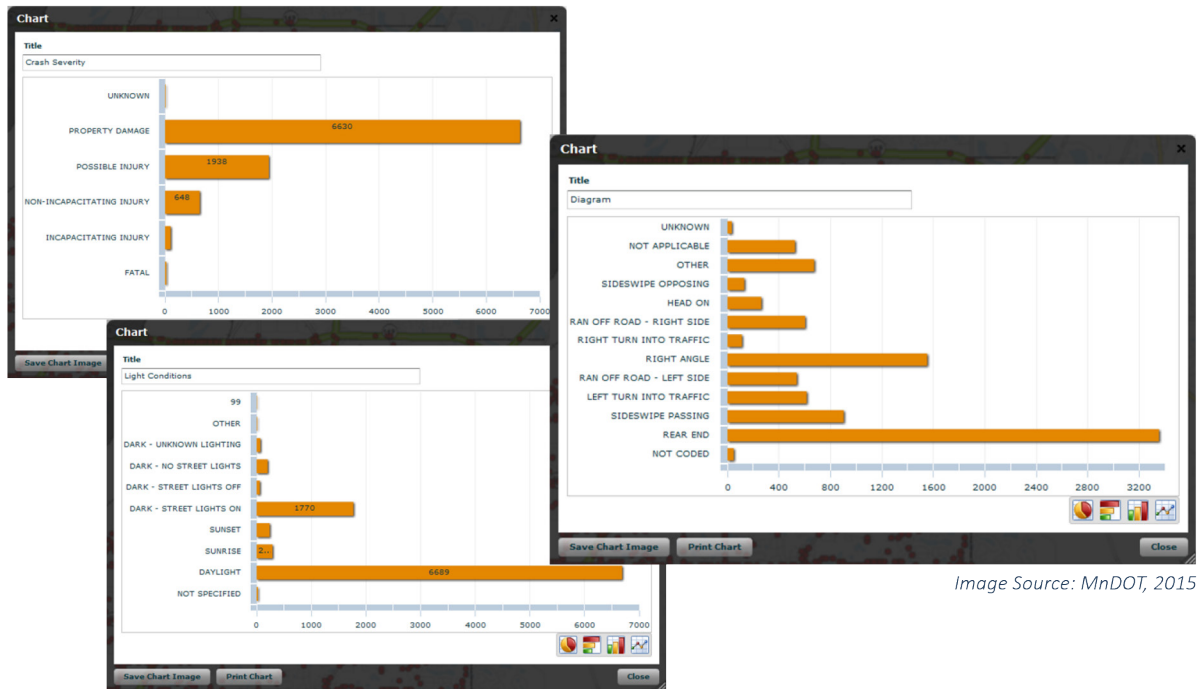 Chart
Title
Crash Severity
UNKNOWN
PROPERTY DAMAGE 6630
POSSIBLE INJURY 1938
NON-INCAPACITATING INJURY 648
INCAPACITATING INJURY
FATAL
0 1000 2000 3000 4000 5000 6000 7000
Save Chart Image
Chart
Title
Light Conditions
99
OTHER
DARK - UNKNOWN LIGHTING
DARK - NO STREET LIGHTS
DARK - STREET LIGHTS OFF
DARK - STREET LIGHTS ON 1770
SUNSET
SUNRISE 2..
DAYLIGHT 6689
NOT SPECIFIED
0 1000 2000 3000 4000 5000 6000 7000
Save Chart Image Print Chart Close
Chart
Title
Diagram
UNKNOWN
NOT APPLICABLE
OTHER
SIDESWIPE OPPOSING
HEAD ON
RAN OFF ROAD - RIGHT SIDE
RIGHT TURN INTO TRAFFIC
RIGHT ANGLE
RAN OFF ROAD - LEFT SIDE
LEFT TURN INTO TRAFFIC
SIDESWIPE PASSING
REAR END
NOT CODED
0 400 800 1200 1600 2000 2400 2800 3200
Save Chart Image Print Chart Close
Image Source: MnDOT, 2015